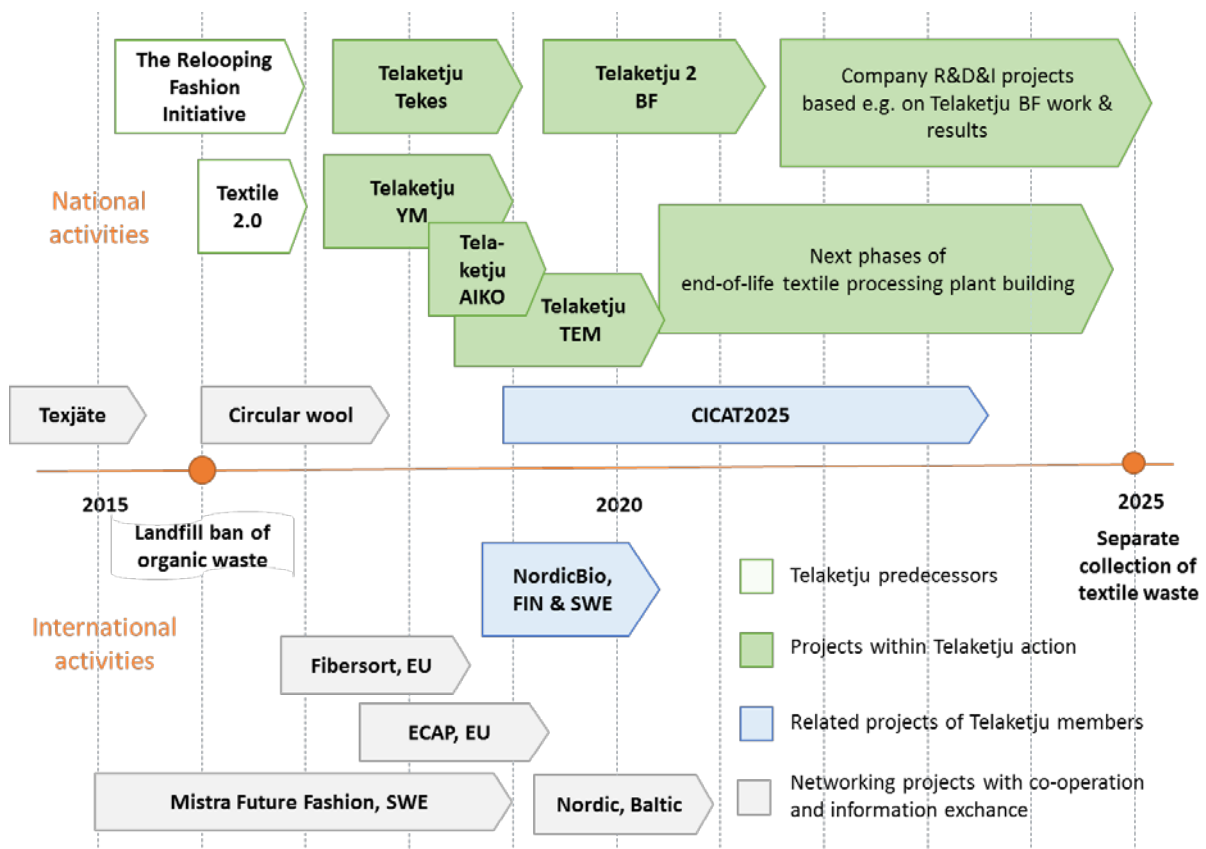 The Relooping
Fashion
Initiative
Telaketju
Tekes
Telaketju 2
BF
Company R&D&I projects
based e.g. on Telaketju BF work &
results
National
activities
Textile
2.0
Telaketju
YM
Tela-
ketju
AIKO
Telaketju
TEM
Next phases of
end-of-life textile processing plant building
Texjäte
Circular wool
CICAT2025
2015
2020
2025
Landfill ban of
organic waste
Separate
collection of
textile waste
International
activities
NordicBio,
FIN & SWE
Fibersort, EU
ECAP, EU
Mistra Future Fashion, SWE
Nordic, Baltic
Telaketju predecessors
Projects within Telaketju action
Related projects of Telaketju members
Networking projects with co-operation
and information exchange